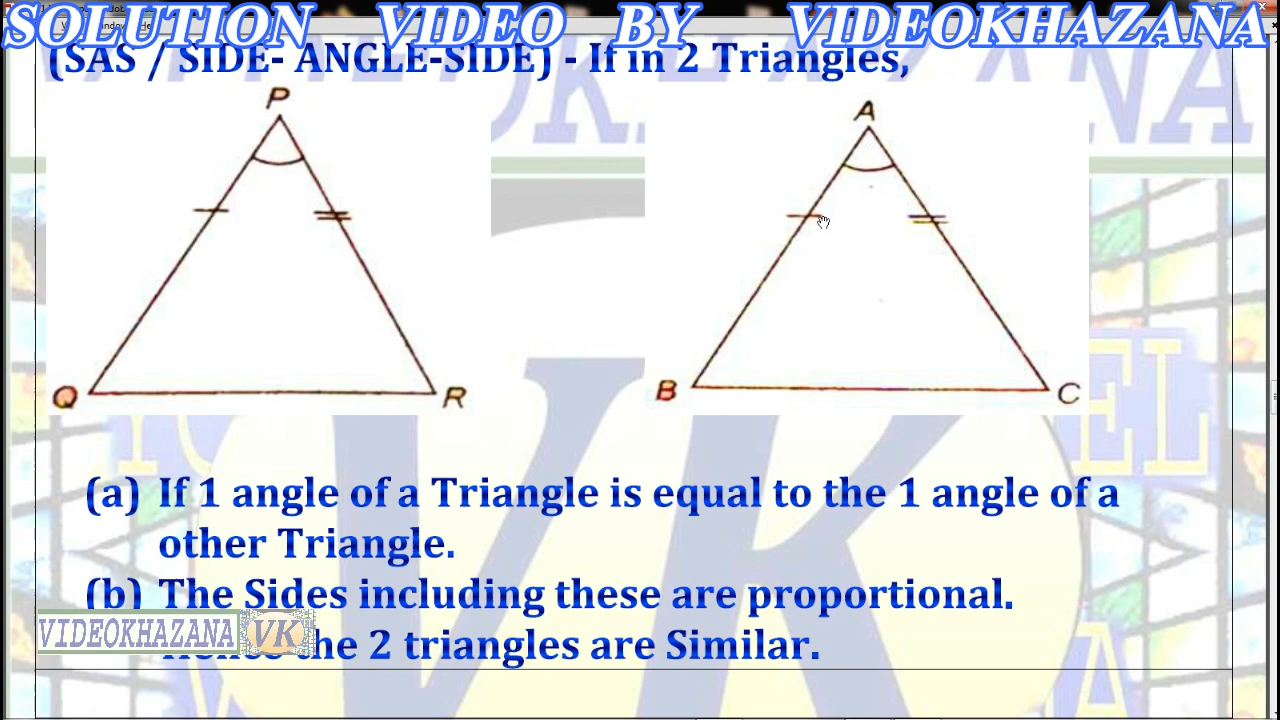 SOLUTION VIDEO BY VIDEOKHAZANA
(SAS / SIDE- ANGLE-SIDE) - If in 2 Triangles,
P
A
Q
R
B
C
(a) If 1 angle of a Triangle is equal to the 1 angle of a
other Triangle.
(b) The Sides including these are proportional.
Hence the 2 triangles are Similar.
VIDEOKHAZANA VK
VK